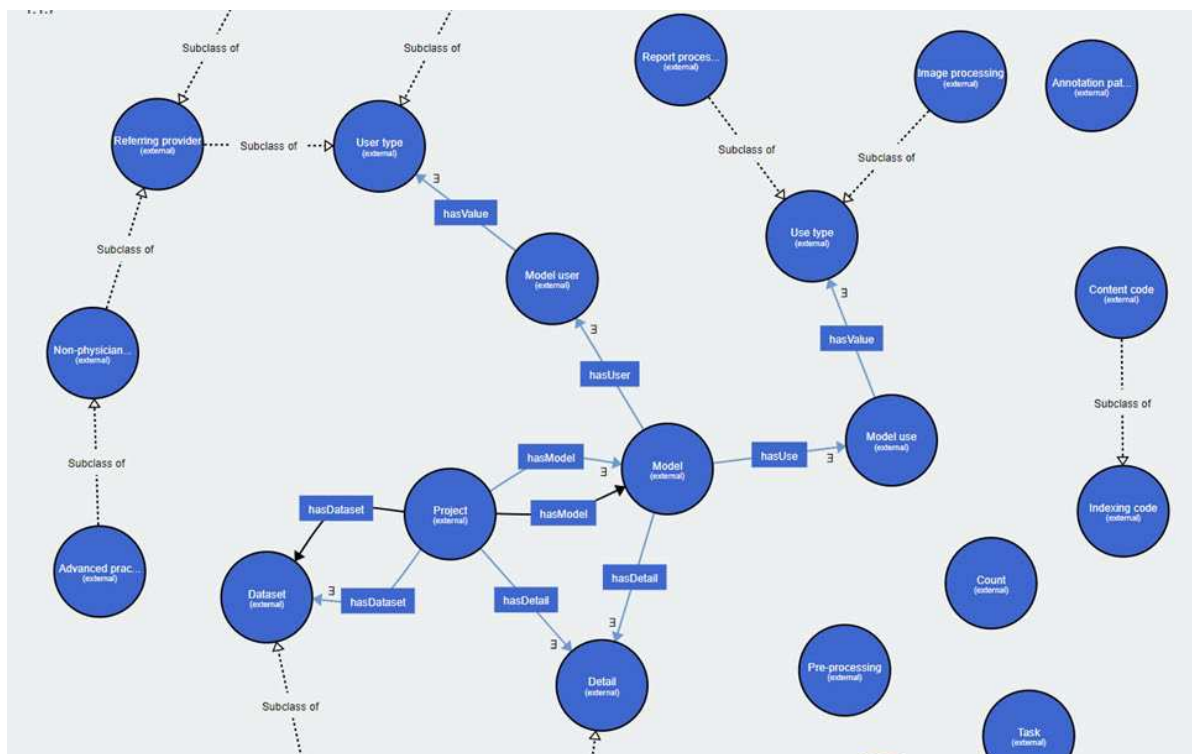 Subclass of
Subclass of
Report proces...
(external)
Image processing
(external)
Annotation pat...
(external)
Referring provider
(external)
Subclass of
User type
(external)
Subclass of
Subclass of
hasValue
∃
Use type
(external)
∃
Subclass of
Model user
(external)
Content code
(external)
Non-physician...
(external)
∃
hasUser
hasValue
Subclass of
Subclass of
hasModel
∃
Model
(external)
hasUse
∃
Model use
(external)
hasDataset
Project
(external)
hasModel
Indexing code
(external)
Advanced prac...
(external)
Dataset
(external)
∃
hasDataset
hasDetail
∃
hasDetail
∃
Count
(external)
Detail
(external)
Pre-processing
(external)
Subclass of
Task
(external)